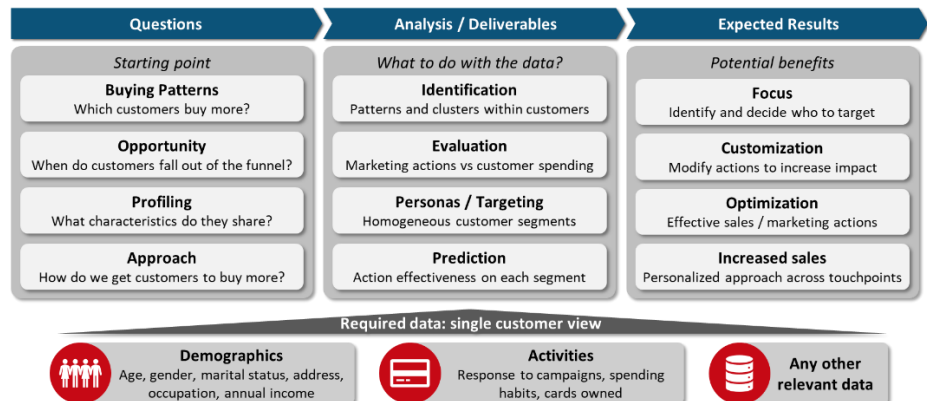 Questions
Analysis / Deliverables
Expected Results
Starting point
Buying Patterns
Which customers buy more?
Opportunity
When do customers fall out of the funnel?
Profiling
What characteristics do they share?
Approach
How do we get customers to buy more?
What to do with the data?
Identification
Patterns and clusters within customers
Evaluation
Marketing actions vs customer spending
Personas / Targeting
Homogeneous customer segments
Prediction
Action effectiveness on each segment
Potential benefits
Focus
Identify and decide who to target
Customization
Modify actions to increase impact
Optimization
Effective sales / marketing actions
Increased sales
Personalized approach across touchpoints
Required data: single customer view
Demographics
Age, gender, marital status, address,
occupation, annual income
Activities
Response to campaigns, spending
habits, cards owned
Any other
relevant data